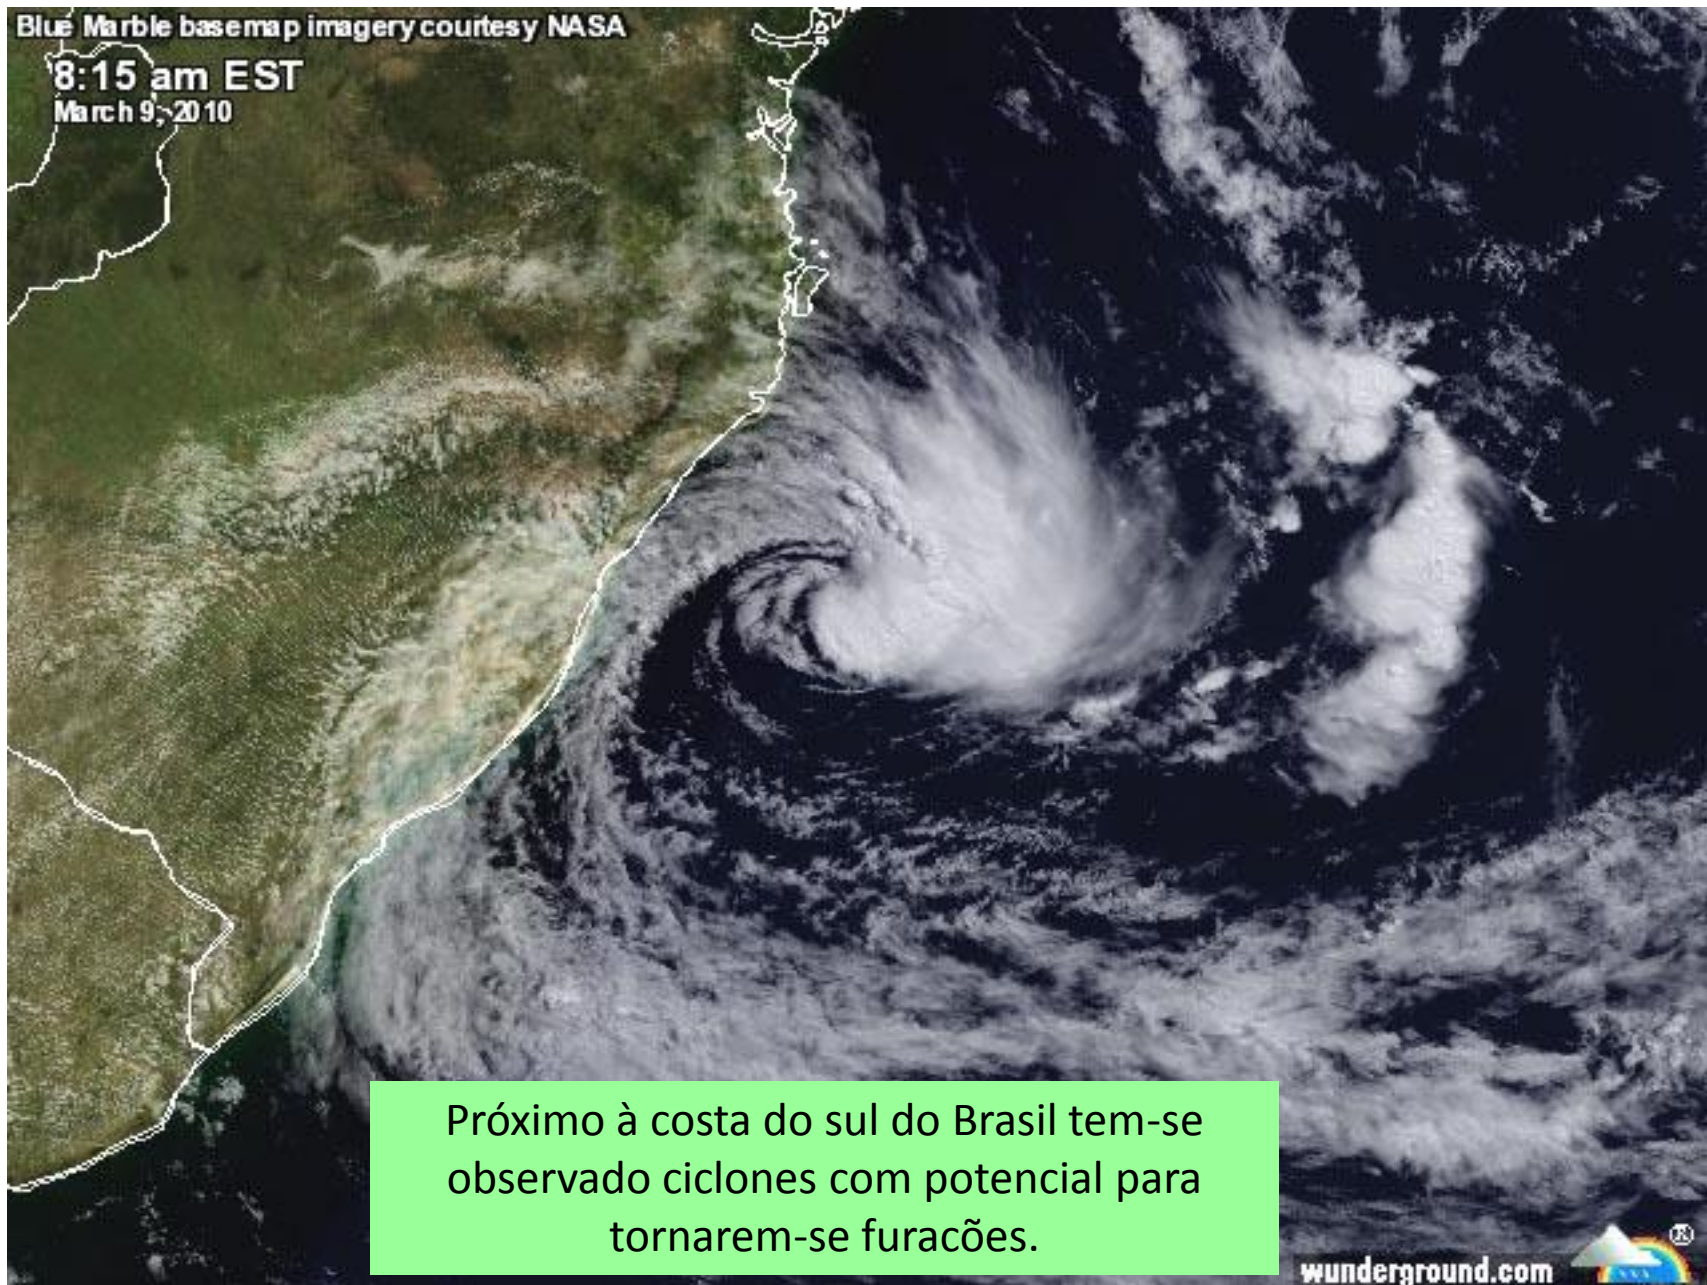 Blue Marble basemap imagery courtesy NASA
8:15 am EST
March 9, 2010
Próximo à costa do sul do Brasil tem-se
observado ciclones com potencial para
tornarem-se furacões.
wunderground.com
®